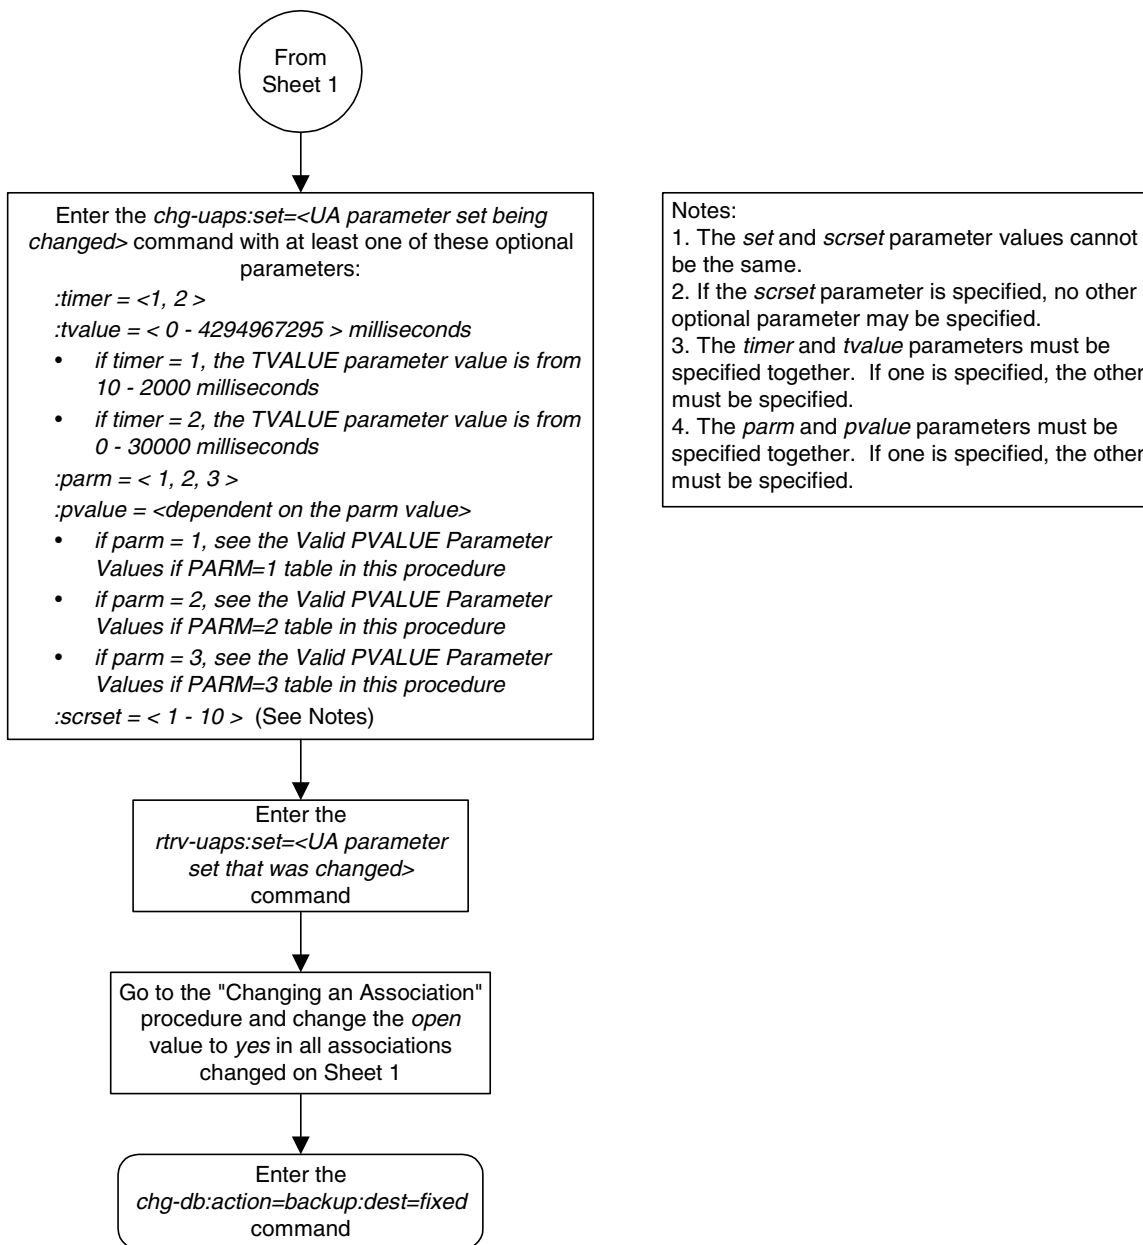 From
Sheet 1
Enter the chg-uaps:set=<UA parameter set being
changed> command with at least one of these optional
parameters:
:timer = <1, 2 >
:tvalue = < 0 - 4294967295 > milliseconds
• if timer = 1, the TVALUE parameter value is from
10 - 2000 milliseconds
• if timer = 2, the TVALUE parameter value is from
0 - 30000 milliseconds
:parm = < 1, 2, 3 >
:pvalue = <dependent on the parm value>
• if parm = 1, see the Valid PVALUE Parameter
Values if PARM=1 table in this procedure
• if parm = 2, see the Valid PVALUE Parameter
Values if PARM=2 table in this procedure
• if parm = 3, see the Valid PVALUE Parameter
Values if PARM=3 table in this procedure
:scrset = < 1 - 10 > (See Notes)
Notes:
1. The set and scrset parameter values cannot
be the same.
2. If the scrset parameter is specified, no other
optional parameter may be specified.
3. The timer and tvalue parameters must be
specified together. If one is specified, the other
must be specified.
4. The parm and pvalue parameters must be
specified together. If one is specified, the other
must be specified.
Enter the
rtrv-uaps:set=<UA parameter
set that was changed>
command
Go to the "Changing an Association"
procedure and change the open
value to yes in all associations
changed on Sheet 1
Enter the
chg-db:action=backup:dest=fixed
command